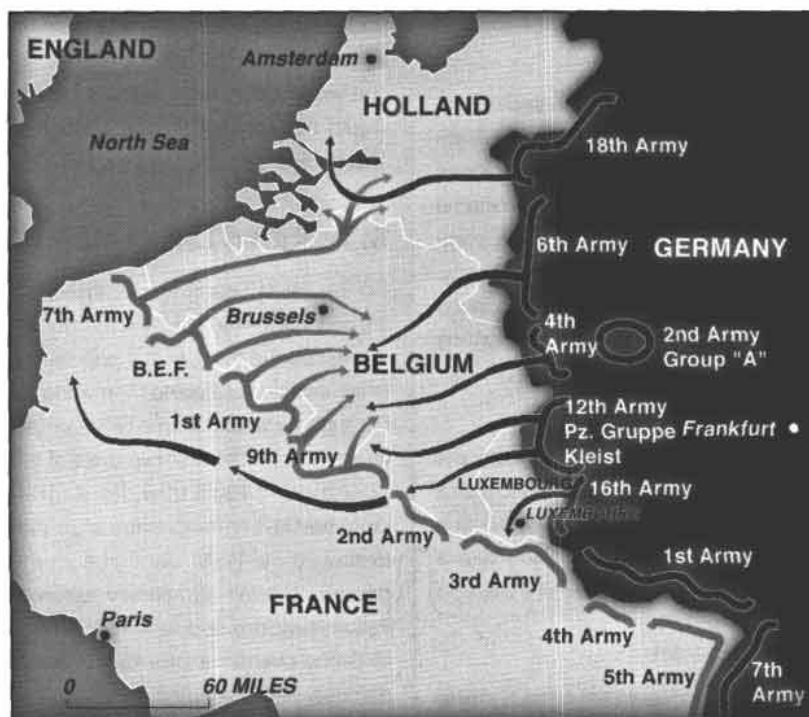 ENGLAND
Amsterdam
HOLLAND
North Sea
18th Army
6th Army
GERMANY
7th Army
Brussels
4th
Army
2nd Army
Group "A"
B.E.F.
BELGIUM
1st Army
12th Army
Pz. Gruppe
Kleist
Frankfurt
9th Army
LUXEMBOURG
16th Army
LUXEMBOURG
2nd Army
1st Army
3rd Army
FRANCE
Paris
4th Army
5th Army
7th
Army
0 60 MILES